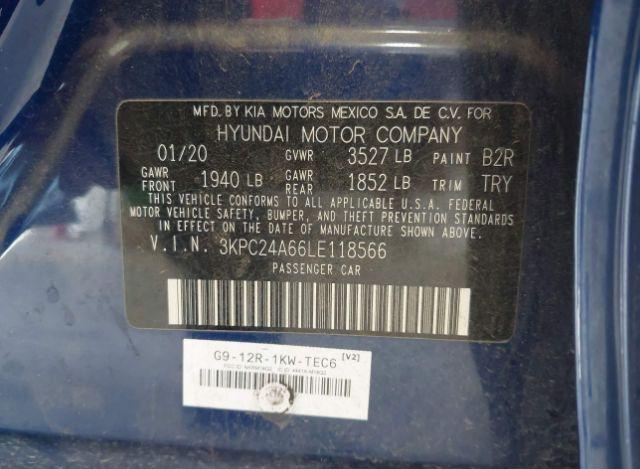 MFD. BY KIA MOTORS MEXICO S.A. DE C.V. FOR
HYUNDAI MOTOR COMPANY
01/20 GVWR 3527 LB PAINT B2R
GAWR FRONT 1940 LB GAWR REAR 1852 LB TRIM TRY
THIS VEHICLE CONFORMS TO ALL APPLICABLE U.S.A. FEDERAL
MOTOR VEHICLE SAFETY, BUMPER, AND THEFT PREVENTION STANDARDS
IN EFFECT ON THE DATE OF MANUFACTURE SHOWN ABOVE.
V.I.N. 3KPC24A66LE118566
PASSENGER CAR
G9-12R-1KW-TEC6 [V2]